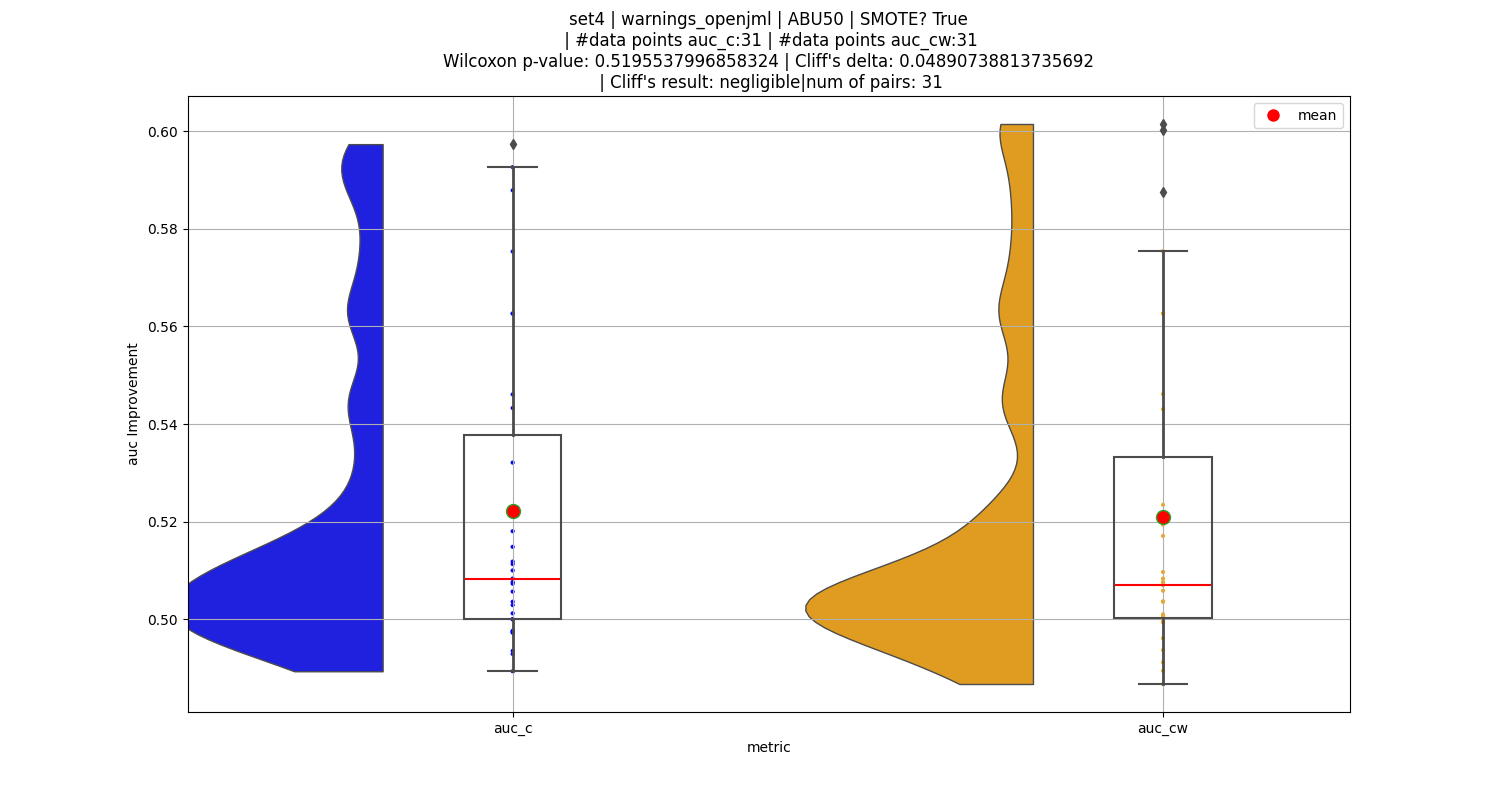 set4 | warnings_openjml | ABU50 | SMOTE? True
| #data points auc_c:31 | #data points auc_cw:31
Wilcoxon p-value: 0.5195537996858324 | Cliff's delta: 0.04890738813735692
| Cliff's result: negligible|num of pairs: 31
mean
0.60
0.58
0.56
0.54
0.52
0.50
auc Improvement
auc_c
auc_cw
metric